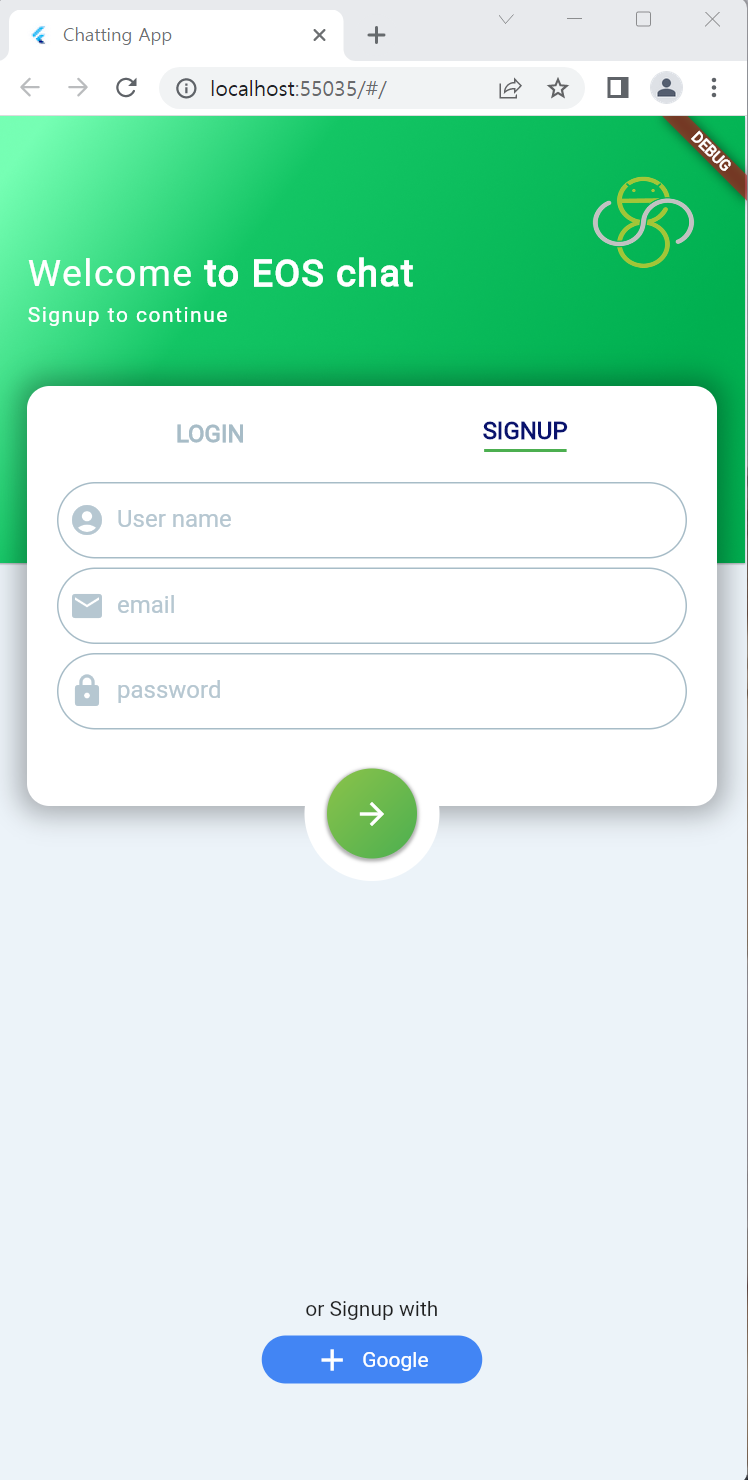 Chatting App
localhost:55035/#/
DEBUG
Welcome to EOS chat
Signup to continue
LOGIN
SIGNUP
User name
email
password
or Signup with
Google